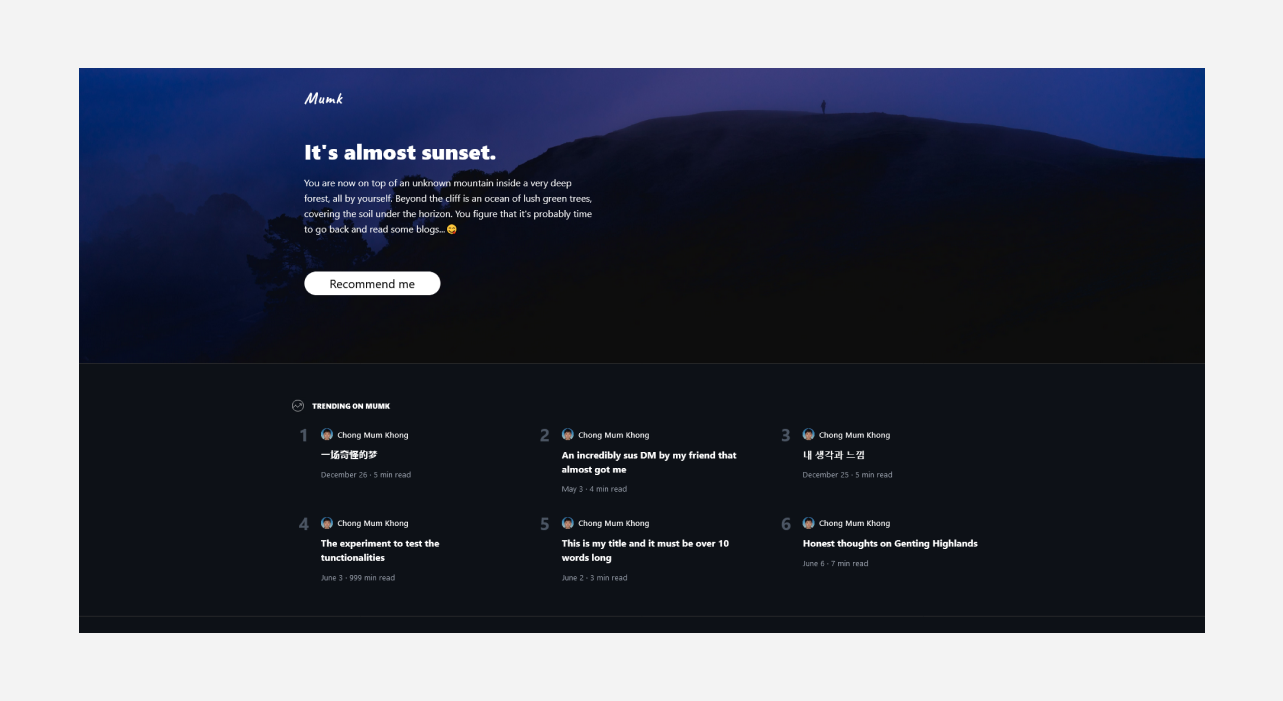 Mumk
It's almost sunset.
You are now on top of an unknown mountain inside a very deep
forest, all by yourself. Beyond the cliff is an ocean of lush green trees,
covering the soil under the horizon. You figure that it's probably time
to go back and read some blogs... 😋
Recommend me
TRENDING ON MUMK
1
Chong Mum Khong
一场奇怪的梦
December 26 · 5 min read
2
Chong Mum Khong
An incredibly sus DM by my friend that
almost got me
May 3 · 4 min read
3
Chong Mum Khong
내 생각과 느낌
December 25 · 5 min read
4
Chong Mum Khong
The experiment to test the
tunctionalities
June 3 · 999 min read
5
Chong Mum Khong
This is my title and it must be over 10
words long
June 2 · 3 min read
6
Chong Mum Khong
Honest thoughts on Genting Highlands
June 6 · 7 min read